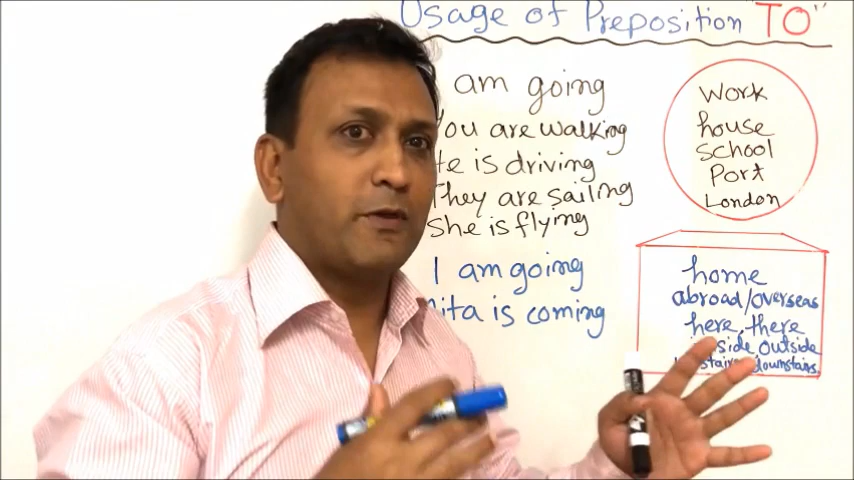 Usage of Preposition "TO"
am going
You are walking
He is driving
They are sailing
She is flying
work
house
school
Port
London
I am going
is coming
home
abroad/overseas
here, there
outside
downstairs